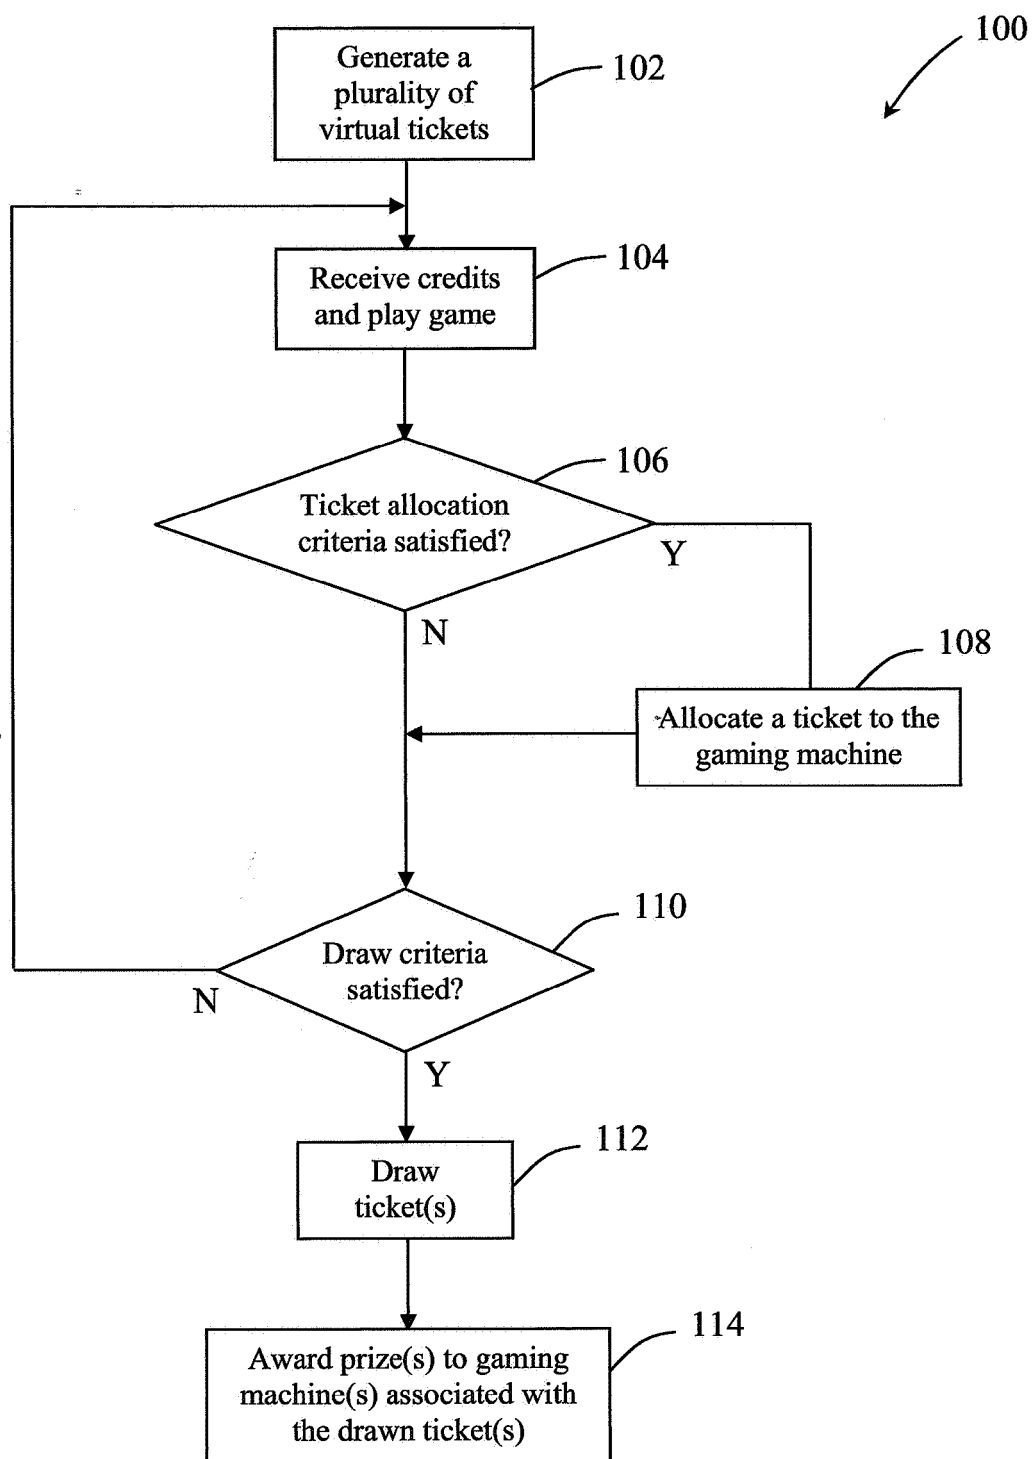 100
Generate a
plurality of
virtual tickets
102
Receive credits
and play game
104
Ticket allocation
criteria satisfied?
106
Y
N
108
Allocate a ticket to the
gaming machine
110
Draw criteria
satisfied?
N
Y
112
Draw
ticket(s)
114
Award prize(s) to gaming
machine(s) associated with
the drawn ticket(s)